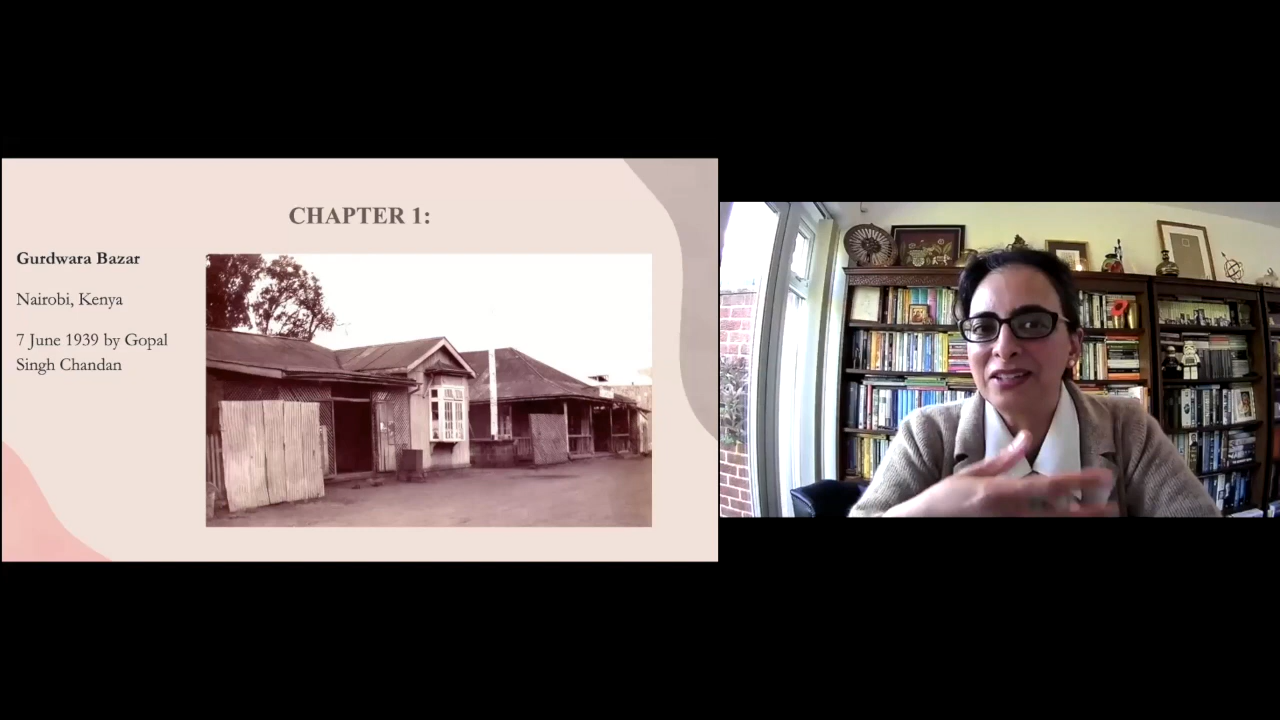 CHAPTER 1:
Gurdwara Bazar
Nairobi, Kenya
7 June 1939 by Gopal
Singh Chandan